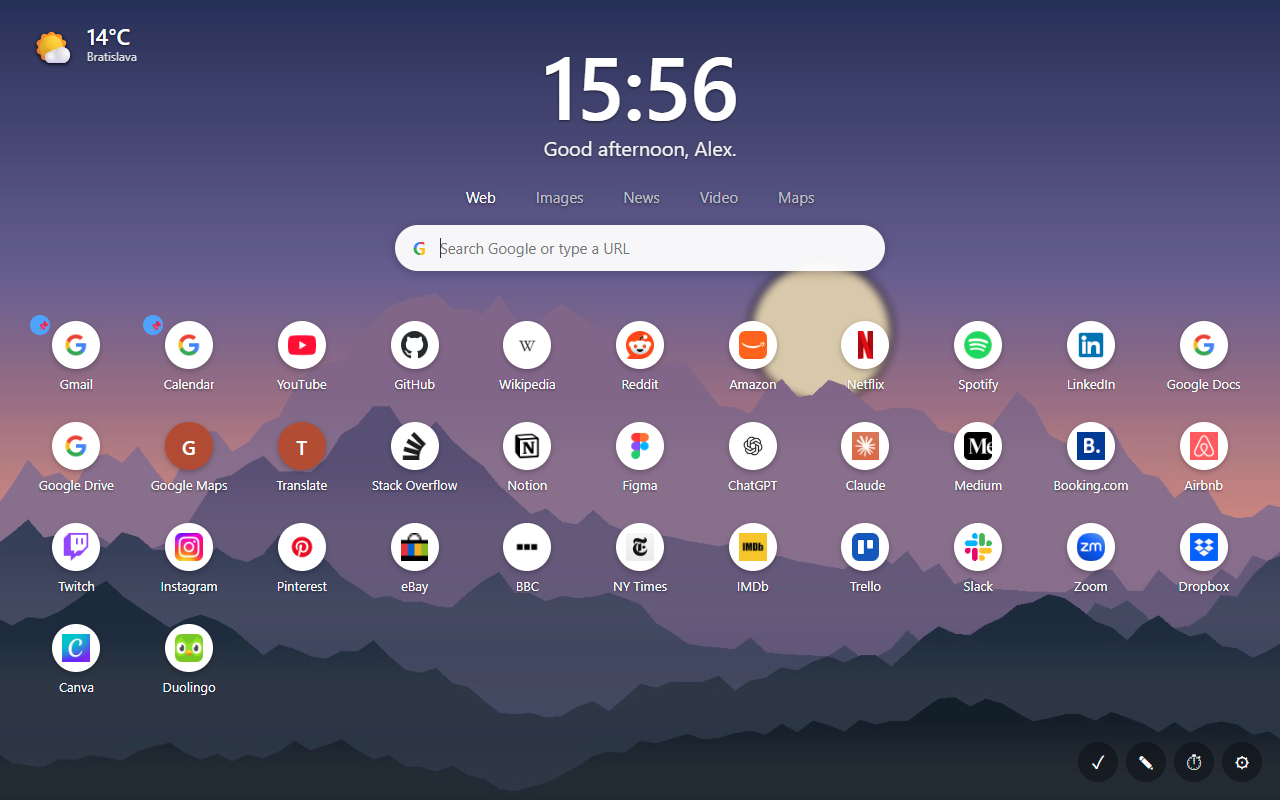 14°C
Bratislava
15:56
Good afternoon, Alex.
Web Images News Video Maps
G Search Google or type a URL
G G W
Gmail Calendar YouTube GitHub Wikipedia Reddit Amazon Netflix Spotify LinkedIn Google Docs
G G T N B.
Google Drive Google Maps Translate Stack Overflow Notion Figma ChatGPT Claude Medium Booking.com Airbnb
IMDb zm
Twitch Instagram Pinterest eBay BBC NY Times IMDb Trello Slack Zoom Dropbox
C
Canva Duolingo